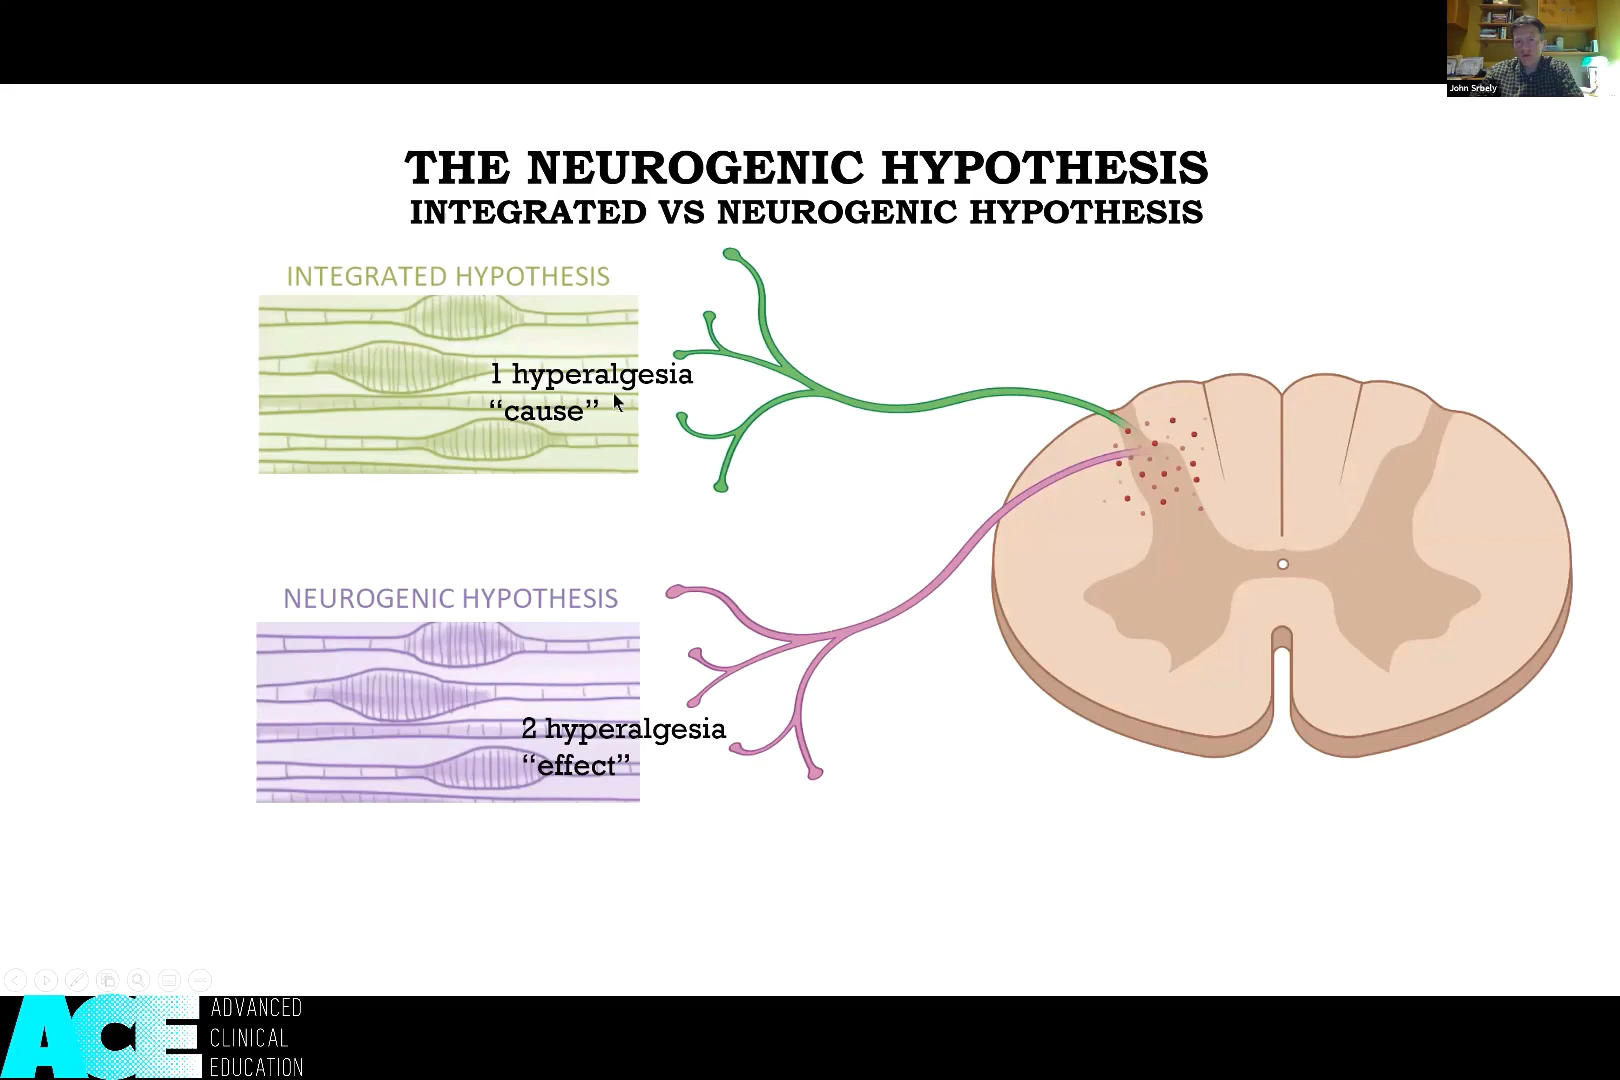 John Srbely
THE NEUROGENIC HYPOTHESIS
INTEGRATED VS NEUROGENIC HYPOTHESIS
INTEGRATED HYPOTHESIS
1 hyperalgesia
“cause”
NEUROGENIC HYPOTHESIS
2 hyperalgesia
“effect”
ACE
ADVANCED
CLINICAL
EDUCATION